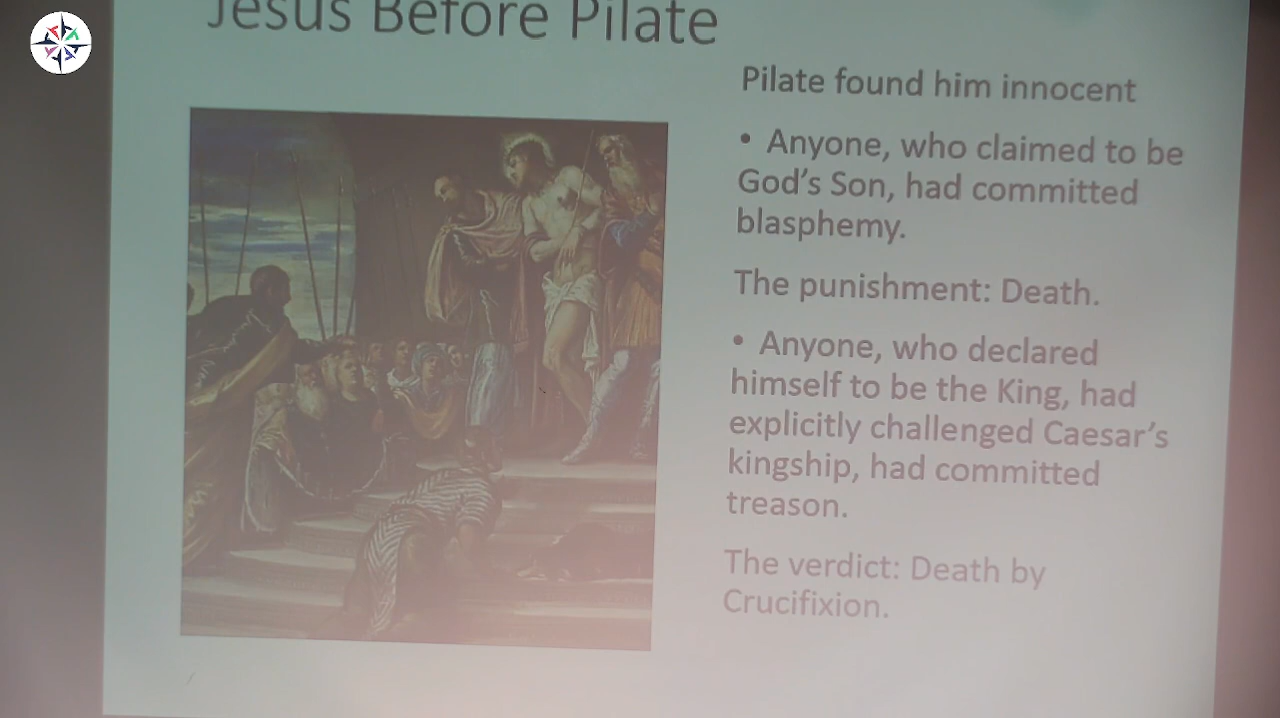 Jesus Before Pilate
Pilate found him innocent
• Anyone, who claimed to be
God's Son, had committed
blasphemy.
The punishment: Death.
• Anyone, who declared
himself to be the King, had
explicitly challenged Caesar's
kingship, had committed
treason.
The verdict: Death by
Crucifixion.